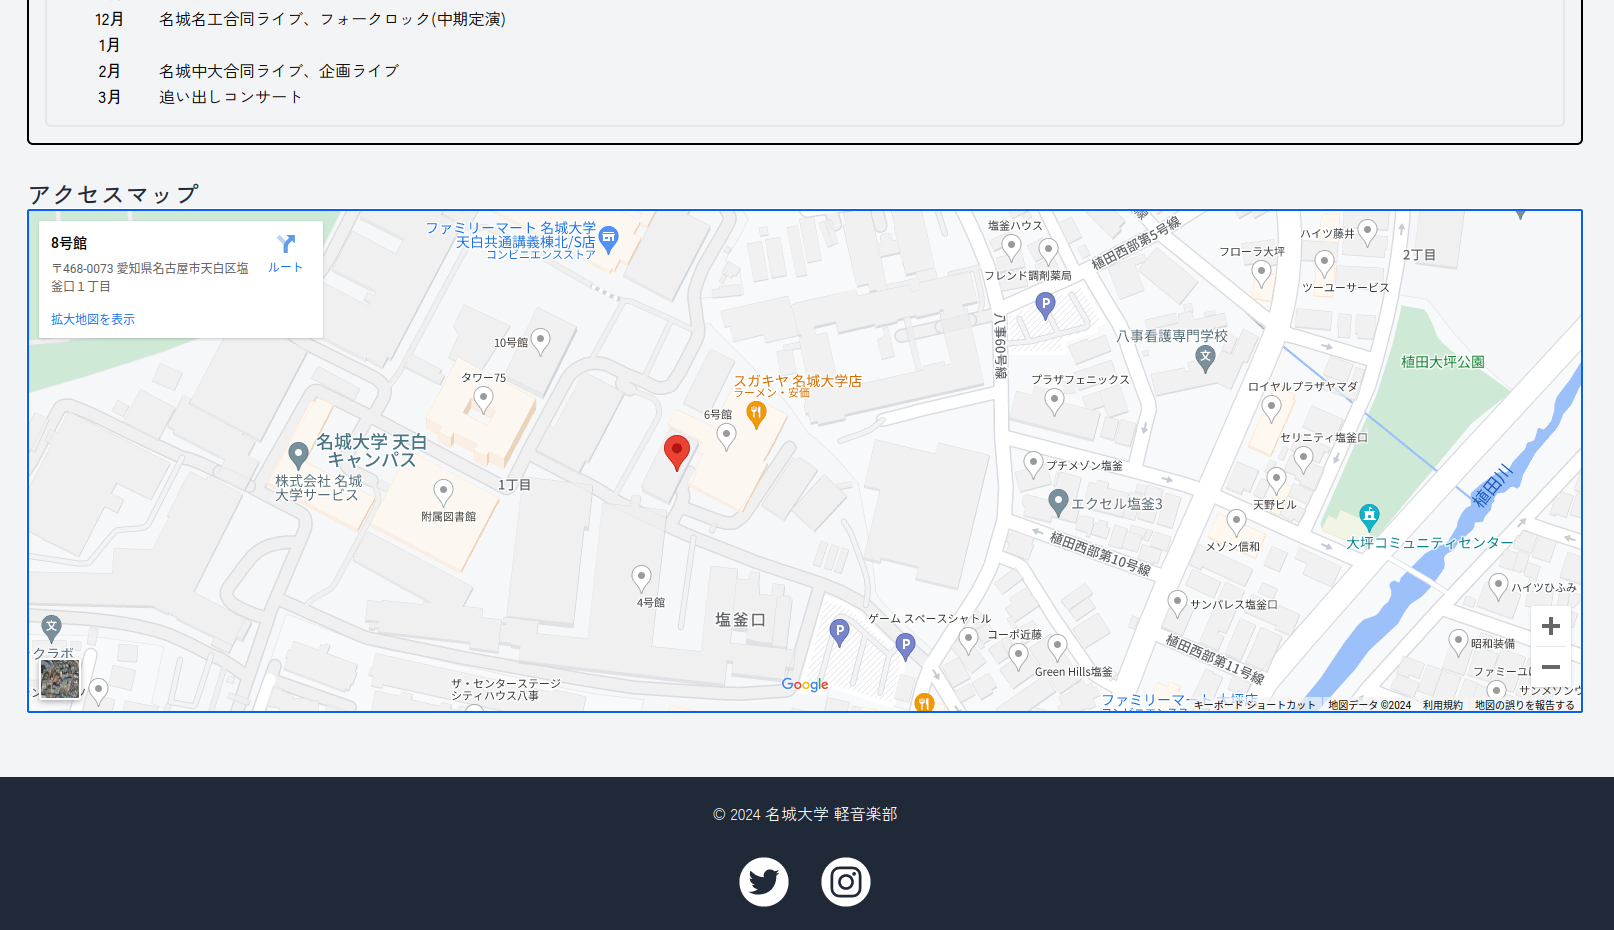 12月 名城名工合同ライブ、フォークロック(中期定演)
1月
2月 名城中大合同ライブ、企画ライブ
3月 追い出しコンサート
アクセスマップ
8号館
〒468-0073 愛知県名古屋市天白区塩
釜口１丁目
ルート
拡大地図を表示
ファミリーマート 名城大学
天白共通講義棟北/S店
コンビニエンスストア
塩釜ハウス
フレンド調剤薬局
植田西部第5号線
フローラ大坪
ハイツ藤井
2丁目
ツーユーサービス
P
八事60号線
八事看護専門学校
文
植田大坪公園
10号館
タワー75
スガキヤ 名城大学店
ラーメン・安価
6号館
プラザフェニックス
ロイヤルプラザヤマダ
名城大学 天白
キャンパス
株式会社 名城
大学サービス
1丁目
附属図書館
プチメゾン塩釜
セリニティ塩釜口
エクセル塩釜3
天野ビル
植田川
メゾン信和
大坪コミュニティセンター
植田西部第10号線
4号館
塩釜口
サンパレス塩釜口
ハイツひふみ
文
クラボ
P
P
ゲーム スペースシャトル
コーポ近藤
Green Hills塩釜
植田西部第11号線
昭和装備
ファミーユ
サンメゾン
ザ・センターステージ
シティハウス八事
Google
ファミリーマート 大坪店
コンビニエンスス
キーボード ショートカット 地図データ ©2024 利用規約 地図の誤りを報告する
© 2024 名城大学 軽音楽部